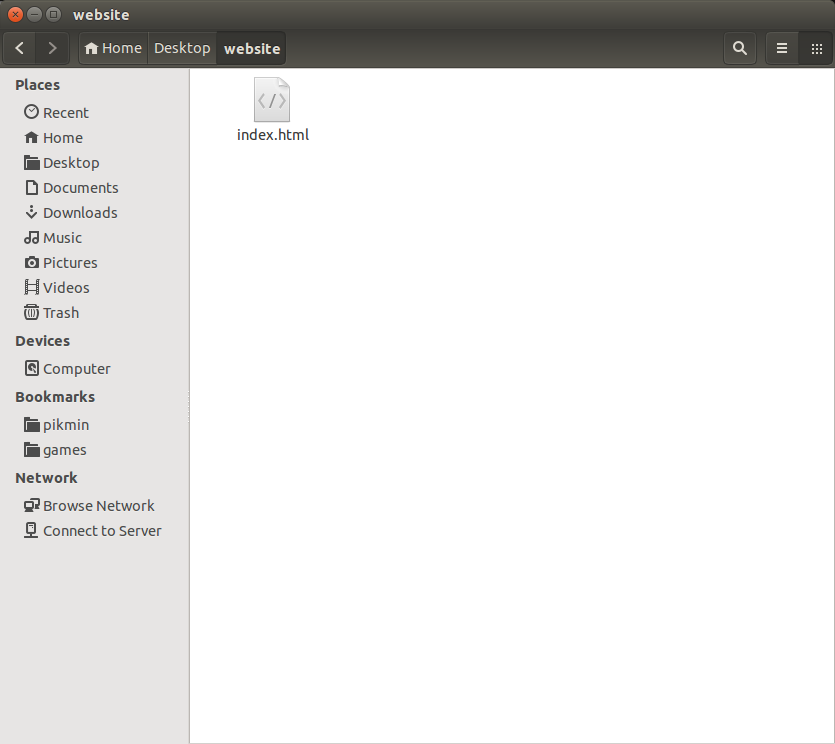 website
Home Desktop website
Places
Recent
Home
Desktop
Documents
Downloads
Music
Pictures
Videos
Trash
Devices
Computer
Bookmarks
pikmin
games
Network
Browse Network
Connect to Server
</>
index.html